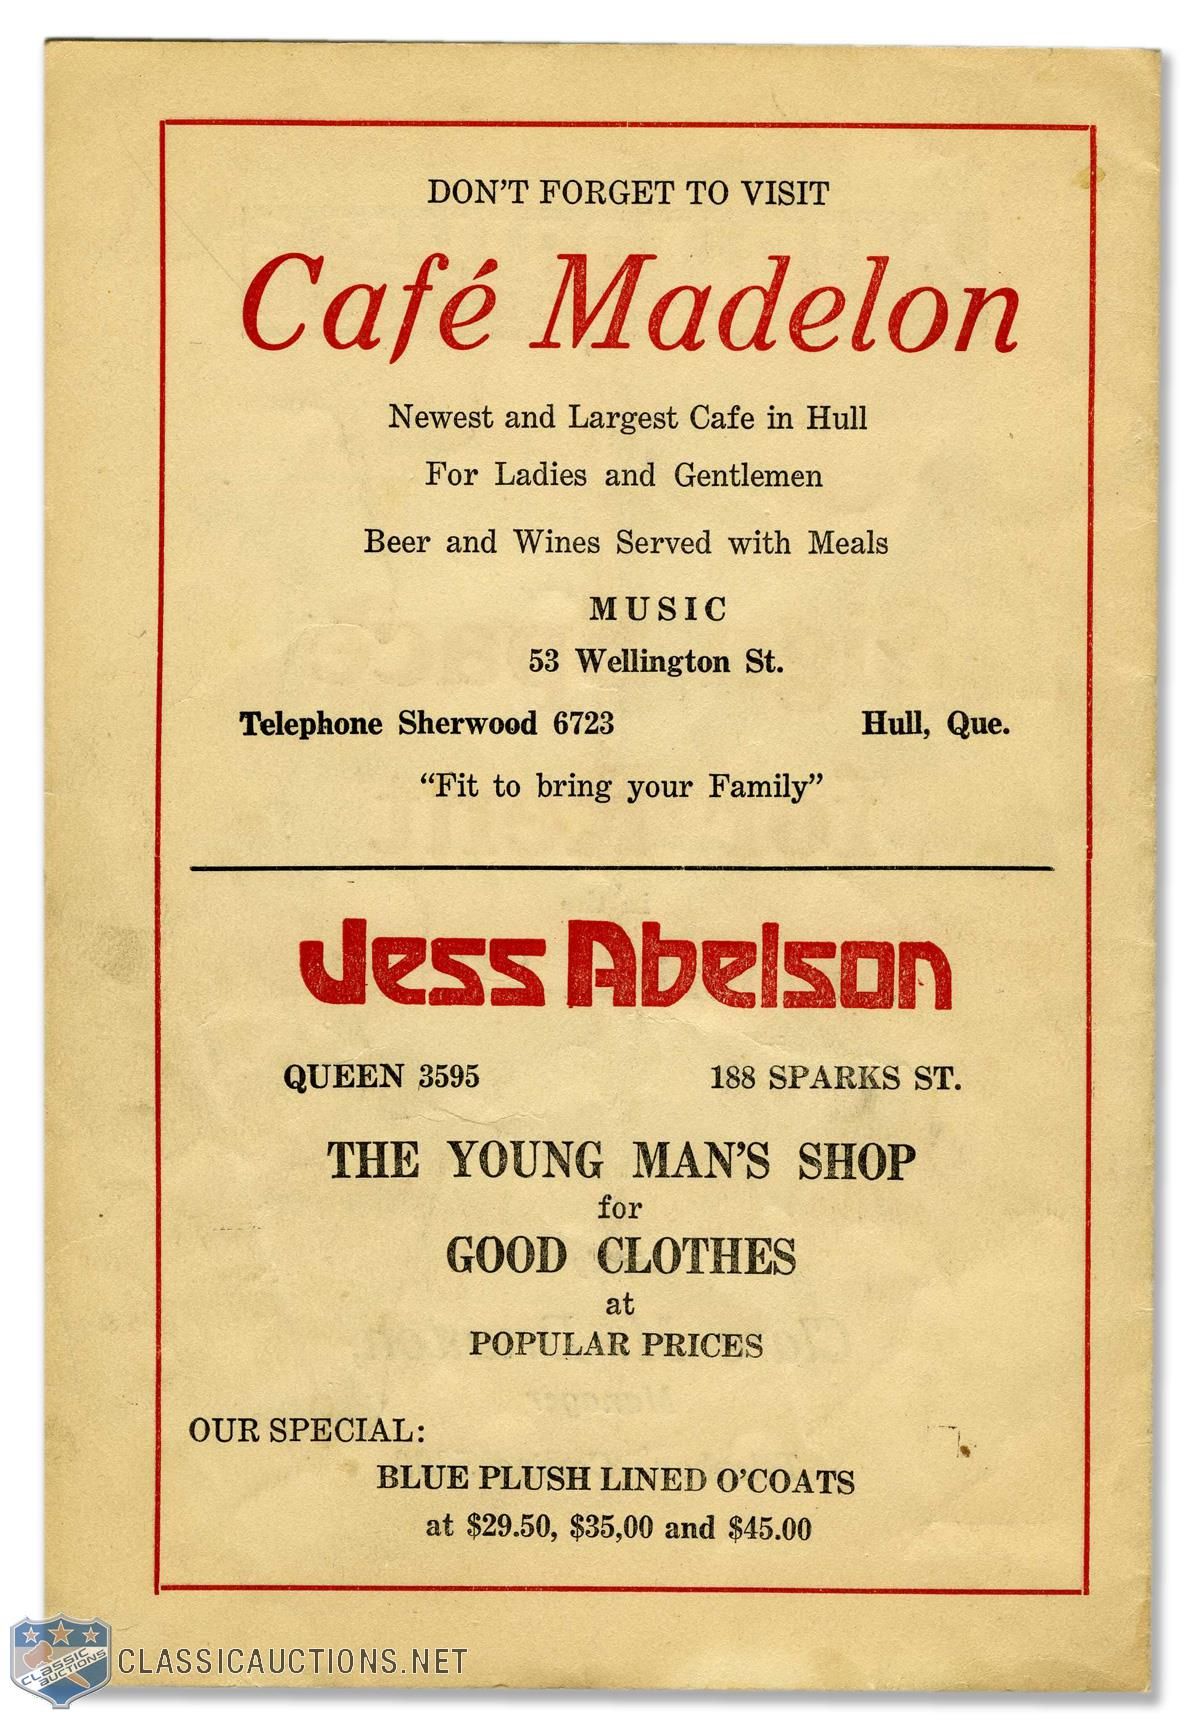 DON'T FORGET TO VISIT
Café Madelon
Newest and Largest Cafe in Hull
For Ladies and Gentlemen
Beer and Wines Served with Meals
MUSIC
53 Wellington St.
Telephone Sherwood 6723 Hull, Que.
“Fit to bring your Family”
Jess Abelson
QUEEN 3595 188 SPARKS ST.
THE YOUNG MAN'S SHOP
for
GOOD CLOTHES
at
POPULAR PRICES
OUR SPECIAL:
BLUE PLUSH LINED O'COATS
at $29.50, $35,00 and $45.00
CLASSIC AUCTIONS
CLASSICAUCTIONS.NET